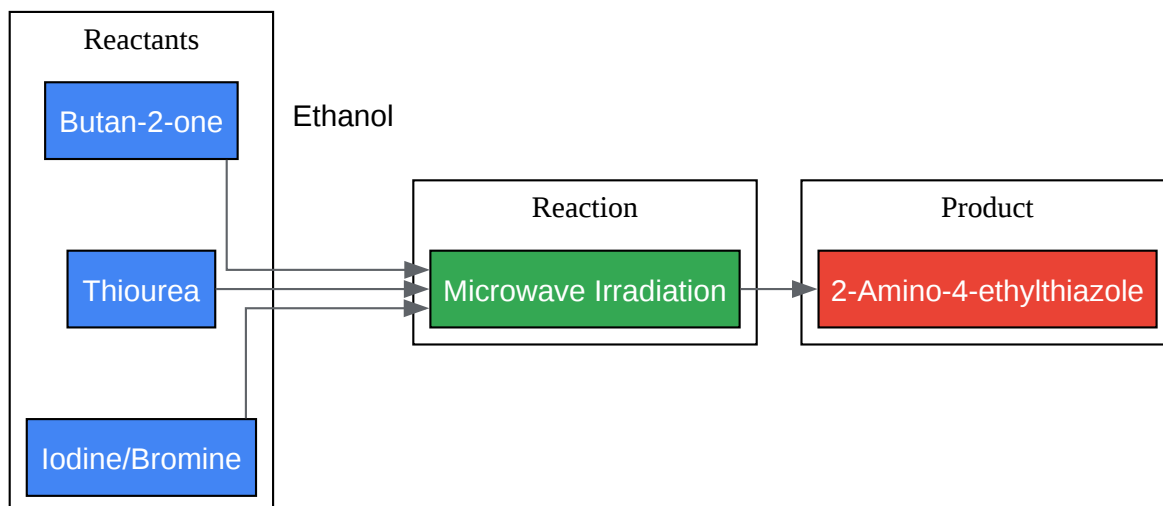 Reactants
Butan-2-one
Ethanol
Thiourea
Iodine/Bromine
Reaction
Microwave Irradiation
Product
2-Amino-4-ethylthiazole